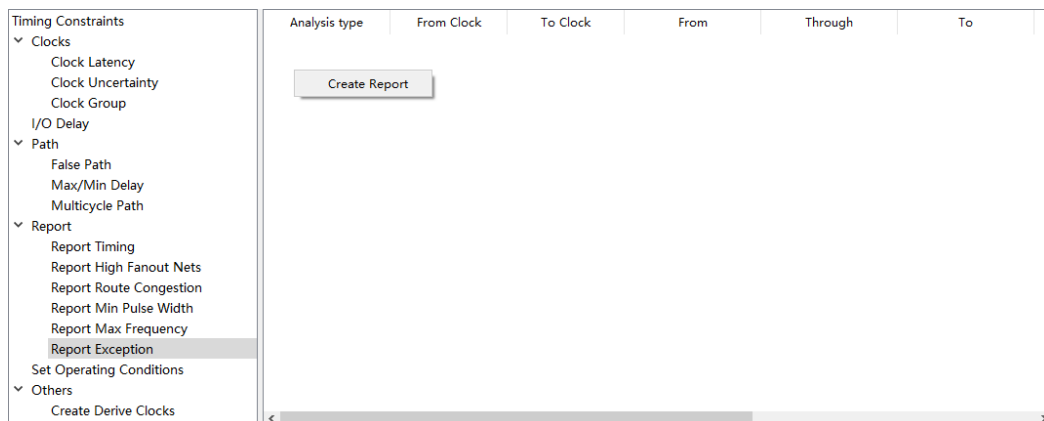 Timing Constraints
Clocks
Clock Latency
Clock Uncertainty
Clock Group
I/O Delay
Path
False Path
Max/Min Delay
Multicycle Path
Report
Report Timing
Report High Fanout Nets
Report Route Congestion
Report Min Pulse Width
Report Max Frequency
Report Exception
Set Operating Conditions
Others
Create Derive Clocks
Analysis type From Clock To Clock From Through To
Create Report